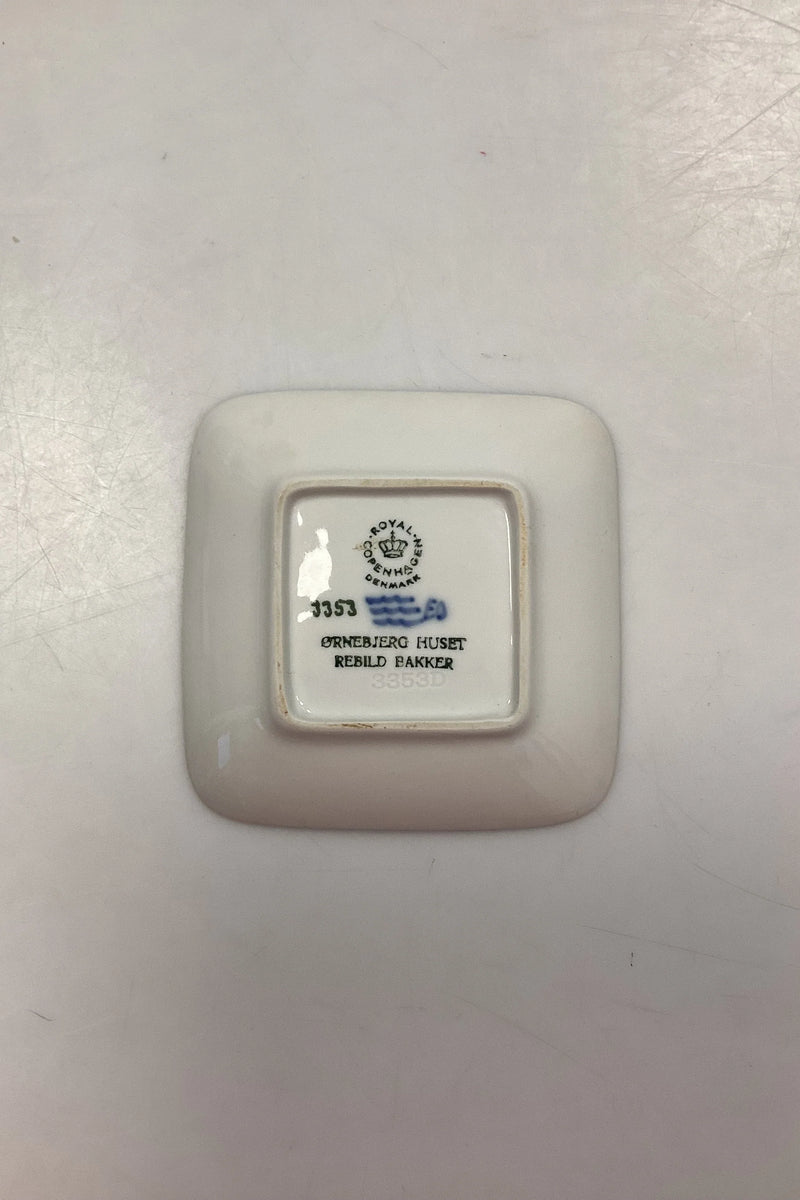 ROYAL
COPENHAGEN
DENMARK
3353
ØRNEBJERG HUSET
REBILD BAKKER
3353D